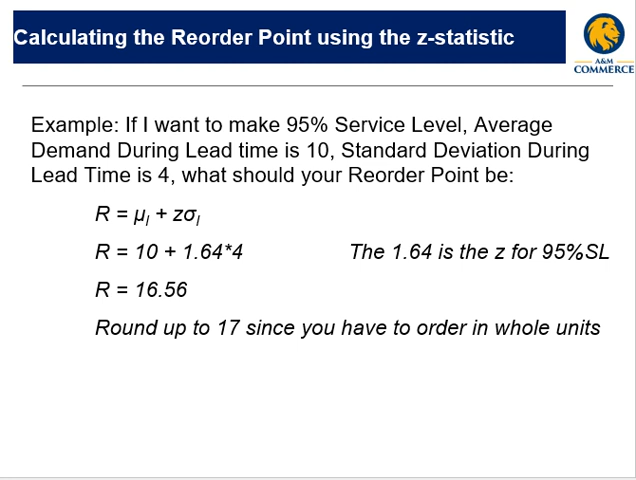 Calculating the Reorder Point using the z-statistic
A&M
COMMERCE
Example: If I want to make 95% Service Level, Average
Demand During Lead time is 10, Standard Deviation During
Lead Time is 4, what should your Reorder Point be:
R = μₗ + zσₗ
R = 10 + 1.64*4 The 1.64 is the z for 95%SL
R = 16.56
Round up to 17 since you have to order in whole units